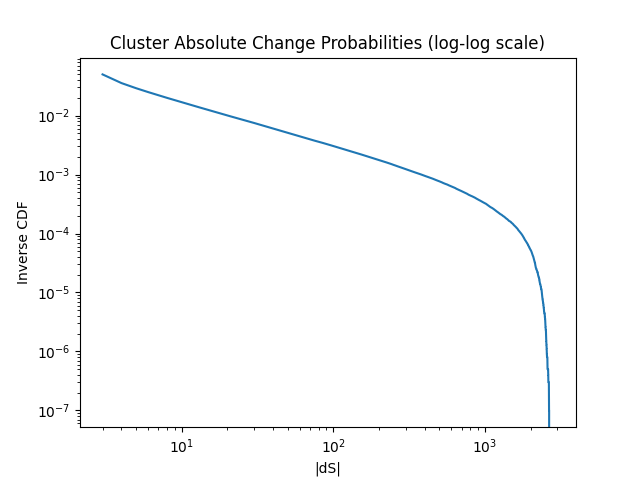 Cluster Absolute Change Probabilities (log-log scale)
Inverse CDF
10⁻²
10⁻³
10⁻⁴
10⁻⁵
10⁻⁶
10⁻⁷
10¹ 10² 10³
|dS|